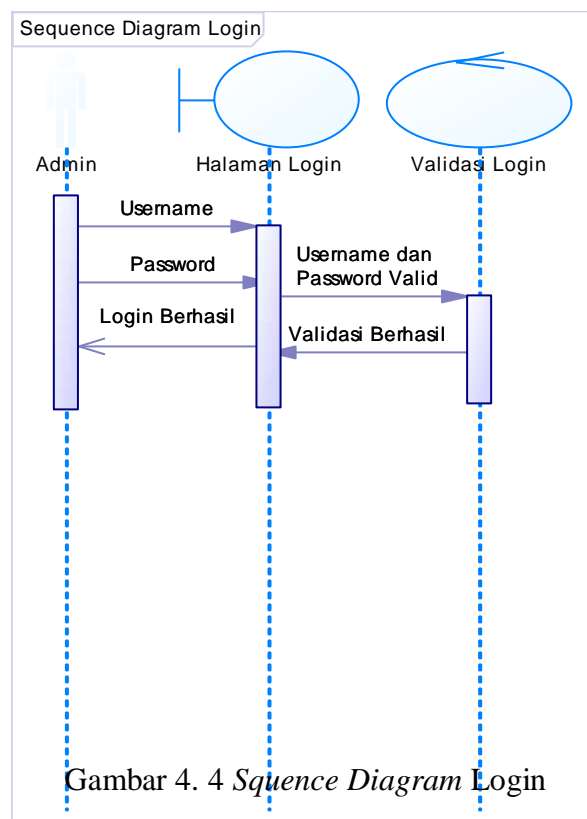 Sequence Diagram Login
Admin
Halaman Login
Validasi Login
Username
Password
Username dan
Password Valid
Login Berhasil
Validasi Berhasil
Gambar 4. 4 Squence Diagram Login